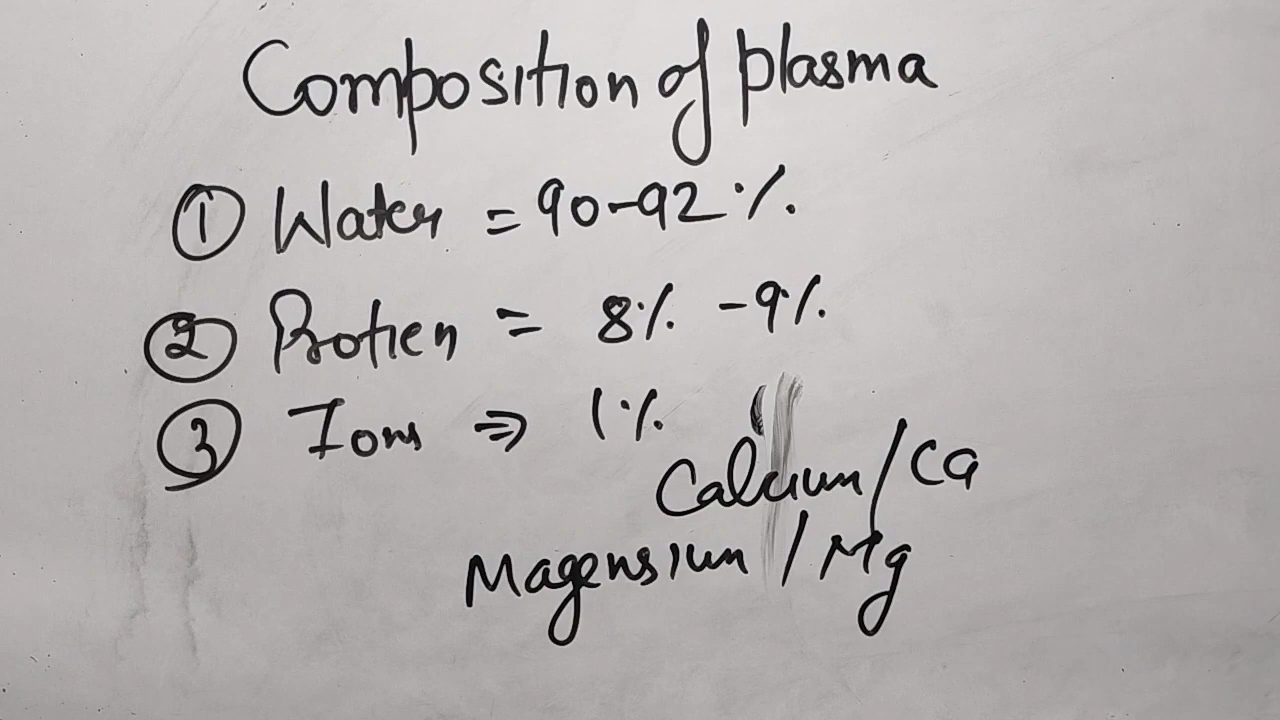 Composition of plasma
① Water = 90-92%
② Protien = 8% - 9%
③ Ions ⇒ 1%
Calcium/Ca
Magensium/Mg